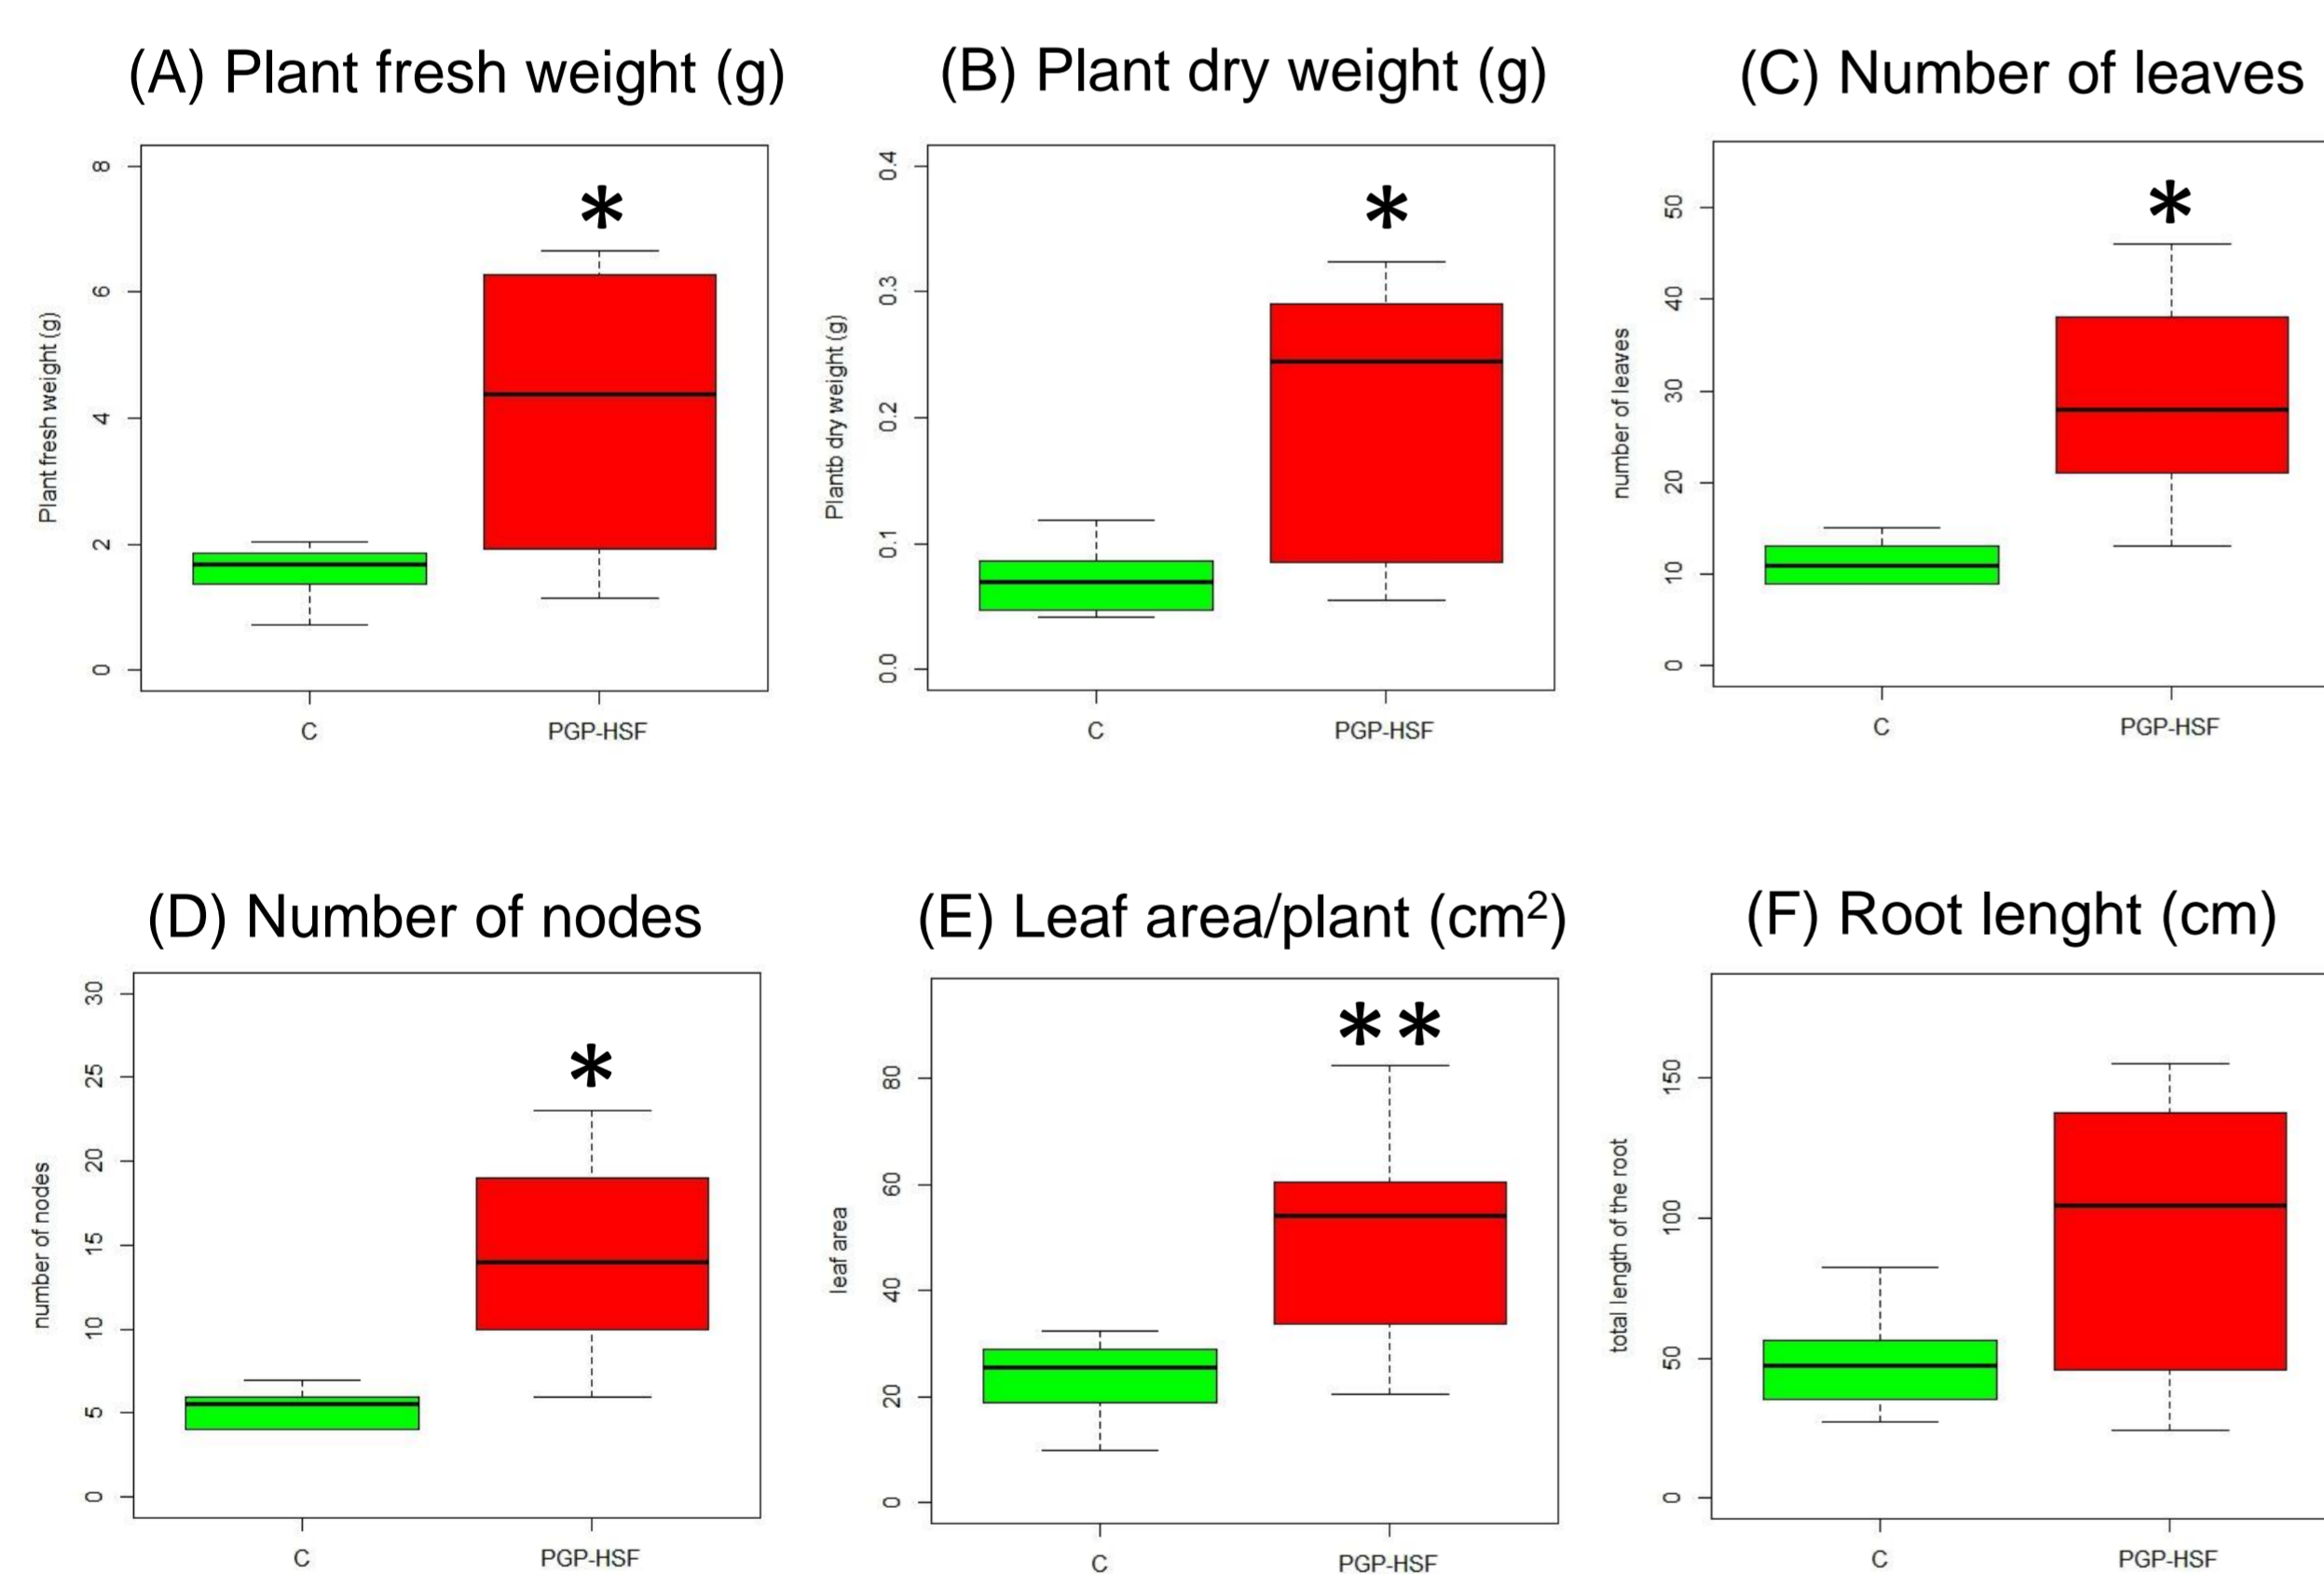 (A) Plant fresh weight (g)
(B) Plant dry weight (g)
(C) Number of leaves
Plant fresh weight (g)
8
6
4
2
0
*
C
PGP-HSF
Plantb dry weight (g)
0.4
0.3
0.2
0.1
0.0
*
C
PGP-HSF
number of leaves
50
40
30
20
10
0
*
C
PGP-HSF
(D) Number of nodes
(E) Leaf area/plant (cm²)
(F) Root lenght (cm)
number of nodes
30
25
20
15
10
5
0
*
C
PGP-HSF
leaf area
80
60
40
20
0
**
C
PGP-HSF
total length of the root
150
100
50
0
C
PGP-HSF